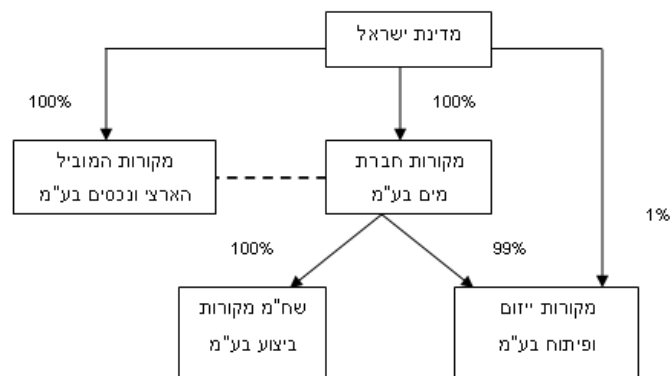 מדינת ישראל
100%
100%
מקורות חברת
מים בע"מ
מקורות המוביל
הארצי ונכסים בע"מ
1%
99%
100%
מקורות ייזום
ופיתוח בע"מ
שח"מ מקורות
ביצוע בע"מ